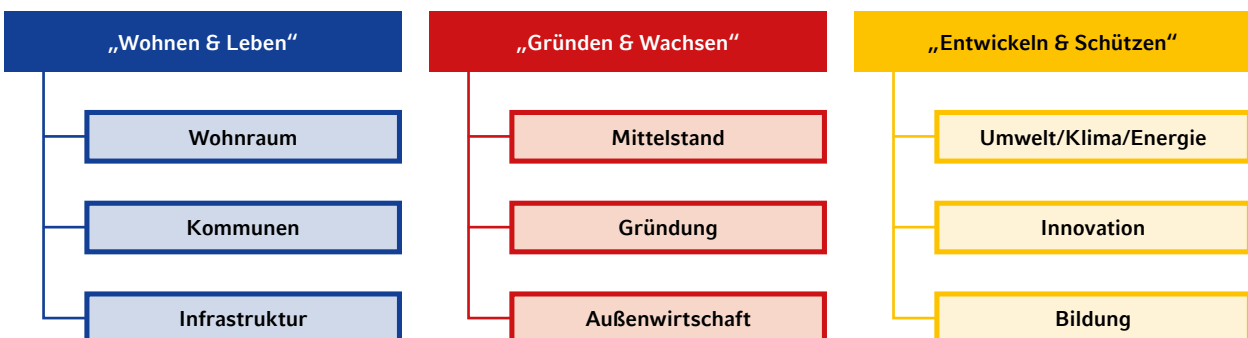 „Wohnen & Leben“
Wohnraum
Kommunen
Infrastruktur
„Gründen & Wachsen“
Mittelstand
Gründung
Außenwirtschaft
„Entwickeln & Schützen“
Umwelt/Klima/Energie
Innovation
Bildung